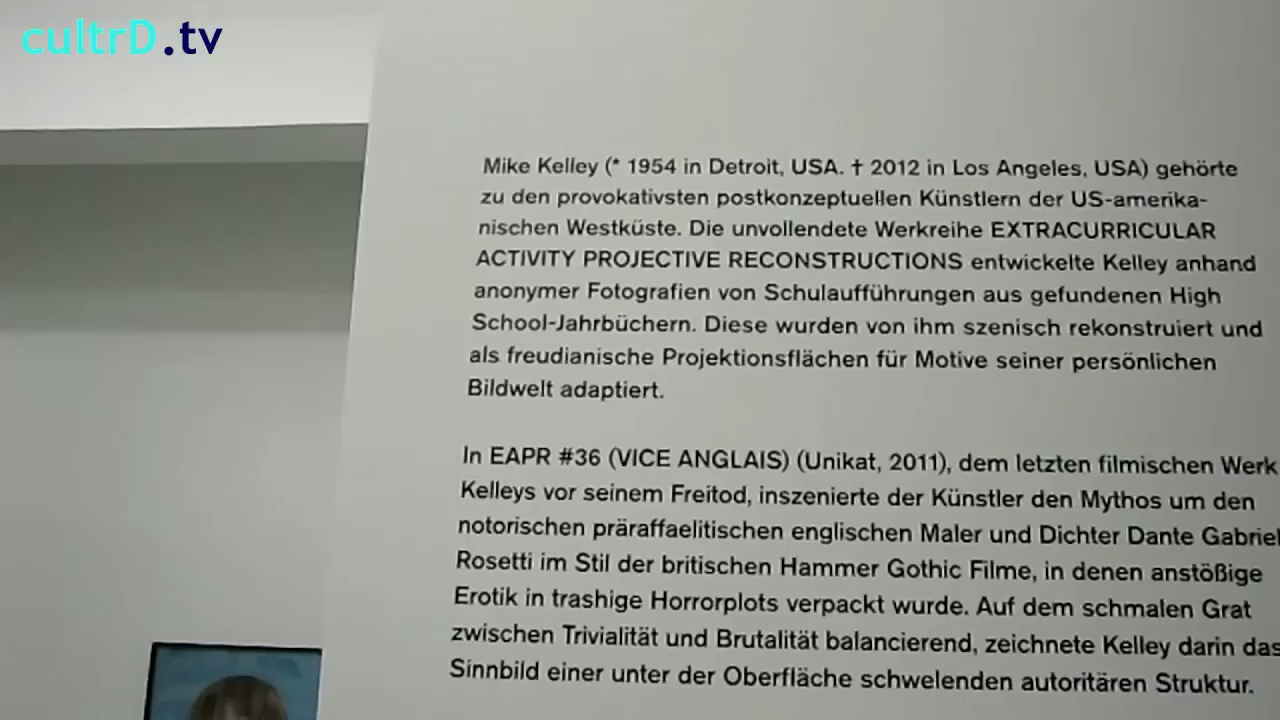 cultrD.tv
Mike Kelley (* 1954 in Detroit, USA. † 2012 in Los Angeles, USA) gehörte
zu den provokativsten postkonzeptuellen Künstlern der US-amerika-
nischen Westküste. Die unvollendete Werkreihe EXTRACURRICULAR
ACTIVITY PROJECTIVE RECONSTRUCTIONS entwickelte Kelley anhand
anonymer Fotografien von Schulaufführungen aus gefundenen High
School-Jahrbüchern. Diese wurden von ihm szenisch rekonstruiert und
als freudianische Projektionsflächen für Motive seiner persönlichen
Bildwelt adaptiert.
In EAPR #36 (VICE ANGLAIS) (Unikat, 2011), dem letzten filmischen Werk
Kelleys vor seinem Freitod, inszenierte der Künstler den Mythos um den
notorischen präraffaelitischen englischen Maler und Dichter Dante Gabriel
Rosetti im Stil der britischen Hammer Gothic Filme, in denen anstößige
Erotik in trashige Horrorplots verpackt wurde. Auf dem schmalen Grat
zwischen Trivialität und Brutalität balancierend, zeichnete Kelley darin das
Sinnbild einer unter der Oberfläche schwelenden autoritären Struktur.